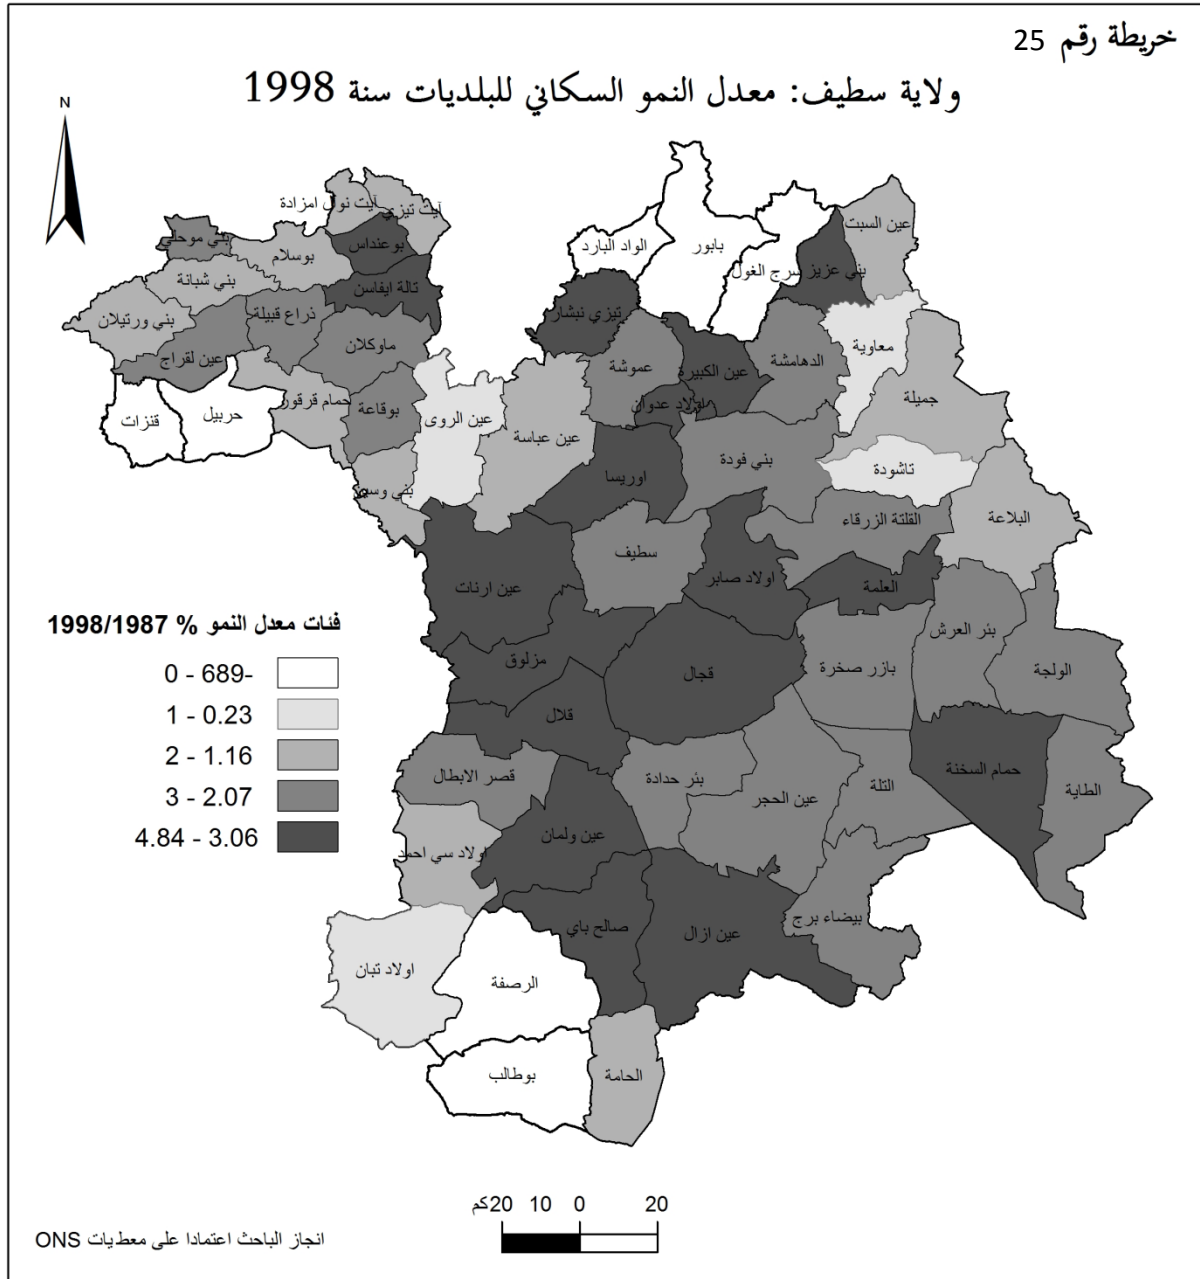 خريطة رقم 25
ولاية سطيف: معدل النمو السكاني للبلديات سنة 1998
N
آيت نوال امزادة
آيت تيزي
بني موحلي
بوسلام
بوعنداس
بني شبانة
تالة ايفاسن
بني ورتيلان
ذراع قبيلة
عين لقراج
ماوكلان
قنزات
حربيل
حمام قرقور
بوقاعة
عين الروى
عين عباسة
الواد البارد
بابور
سرج الغول
بني عزيز
عين السبت
تيزي نبشار
عموشة
عين الكبيرة
الدهامشة
معاوية
اولاد عدوان
جميلة
اوريسا
بني فودة
تاشودة
القلتة الزرقاء
البلاعة
سطيف
عين ارنات
اولاد صابر
العلمة
بئر العرش
مزلوق
قجال
بازر صخرة
الولجة
قلال
قصر الابطال
بئر حدادة
عين الحجر
التلة
حمام السخنة
الطاية
عين ولمان
اولاد سي احمد
صالح باي
عين ازال
بيضاء برج
اولاد تبان
الرصفة
بوطالب
الحامة
فئات معدل النمو % 1998/1987
0 - 689-
1 - 0.23
2 - 1.16
3 - 2.07
4.84 - 3.06
كم20 10 0 20
انجاز الباحث اعتمادا على معطيات ONS